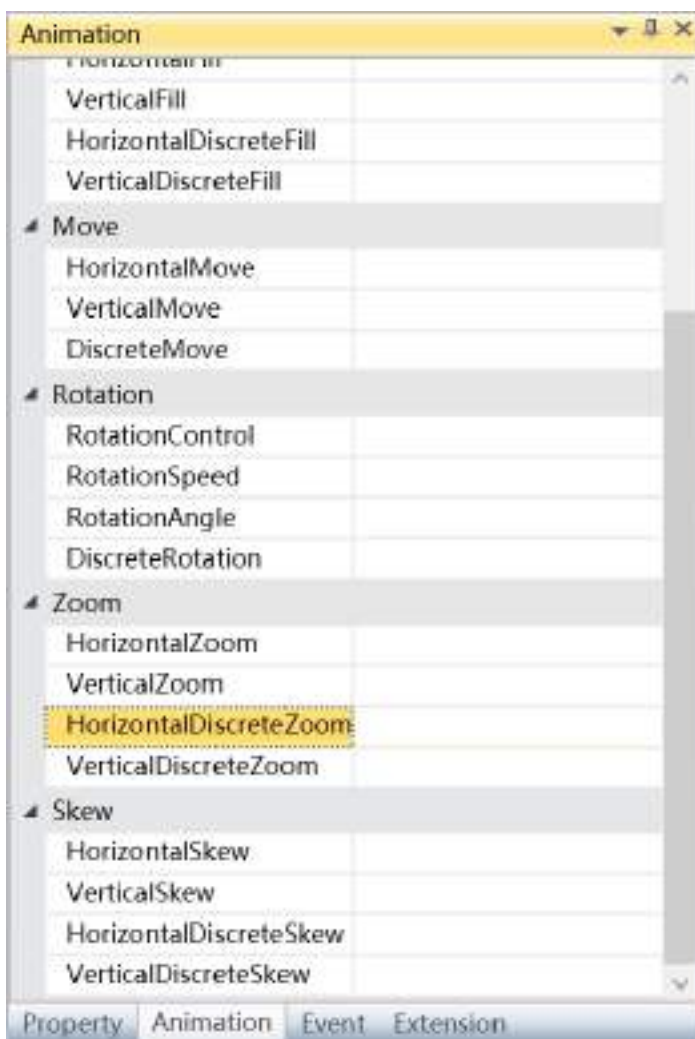 Animation
VerticalFill
HorizontalDiscreteFill
VerticalDiscreteFill
Move
HorizontalMove
VerticalMove
DiscreteMove
Rotation
RotationControl
RotationSpeed
RotationAngle
DiscreteRotation
Zoom
HorizontalZoom
VerticalZoom
HorizontalDiscreteZoom
VerticalDiscreteZoom
Skew
HorizontalSkew
VerticalSkew
HorizontalDiscreteSkew
VerticalDiscreteSkew
Property Animation Event Extension